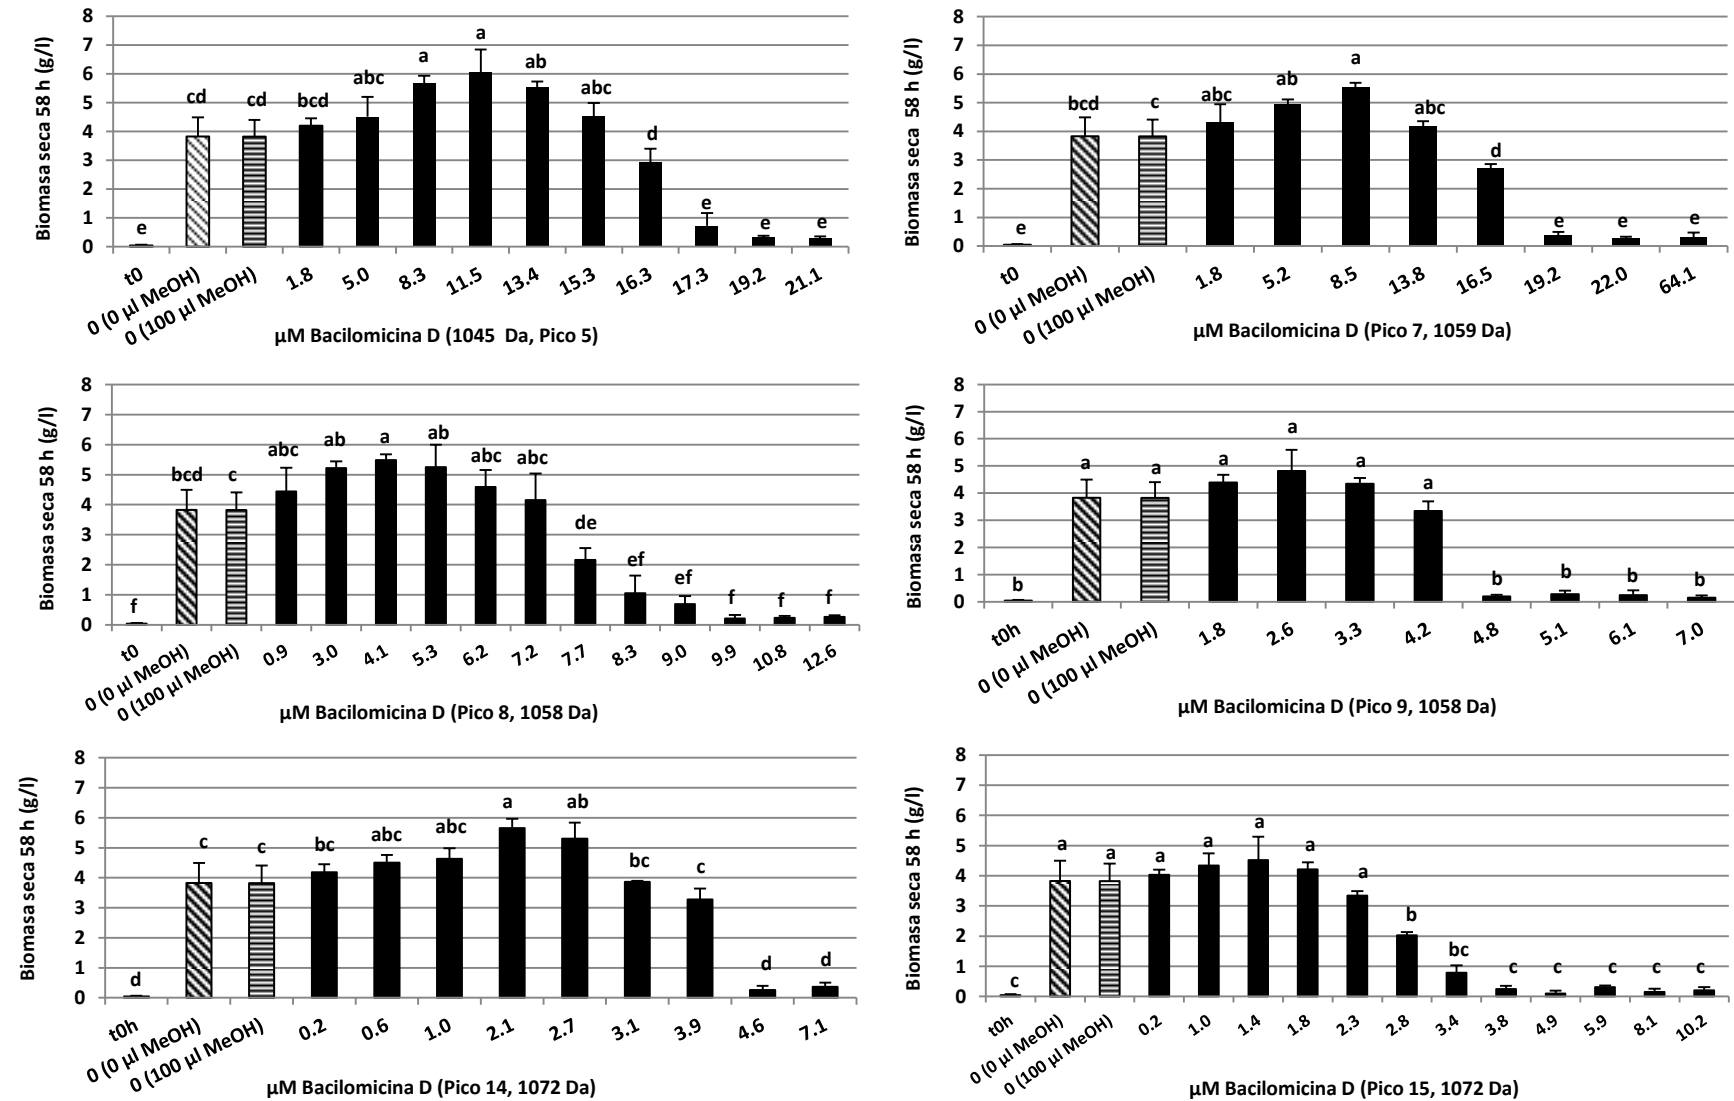 Biomasa seca 58 h (g/l)
8
7
6
5
4
3
2
1
0
e cd cd bcd abc a a ab abc d e e e
t0 0 (0 µl MeOH) 0 (100 µl MeOH) 1.8 5.0 8.3 11.5 13.4 15.3 16.3 17.3 19.2 21.1
µM Bacilomicina D (1045 Da, Pico 5)
Biomasa seca 58 h (g/l)
8
7
6
5
4
3
2
1
0
e bcd c abc ab a abc d e e e
t0 0 (0 µl MeOH) 0 (100 µl MeOH) 1.8 5.2 8.5 13.8 16.5 19.2 22.0 64.1
µM Bacilomicina D (Pico 7, 1059 Da)
Biomasa seca 58 h (g/l)
8
7
6
5
4
3
2
1
0
f bcd c abc ab a ab abc abc de ef ef f f f
t0 0 (0 µl MeOH) 0 (100 µl MeOH) 0.9 3.0 4.1 5.3 6.2 7.2 7.7 8.3 9.0 9.9 10.8 12.6
µM Bacilomicina D (Pico 8, 1058 Da)
Biomasa seca 58 h (g/l)
8
7
6
5
4
3
2
1
0
b a a a a a a b b b b
t0h 0 (0 µl MeOH) 0 (100 µl MeOH) 1.8 2.6 3.3 4.2 4.8 5.1 6.1 7.0
µM Bacilomicina D (Pico 9, 1058 Da)
Biomasa seca 58 h (g/l)
8
7
6
5
4
3
2
1
0
d c c bc abc abc a ab bc c d d
t0h 0 (0 µl MeOH) 0 (100 µl MeOH) 0.2 0.6 1.0 2.1 2.7 3.1 3.9 4.6 7.1
µM Bacilomicina D (Pico 14, 1072 Da)
Biomasa seca 58 h (g/l)
8
7
6
5
4
3
2
1
0
c a a a a a a a b bc c c c c c
t0h 0 (0 µl MeOH) 0 (100 µl MeOH) 0.2 1.0 1.4 1.8 2.3 2.8 3.4 3.8 4.9 5.9 8.1 10.2
µM Bacilomicina D (Pico 15, 1072 Da)